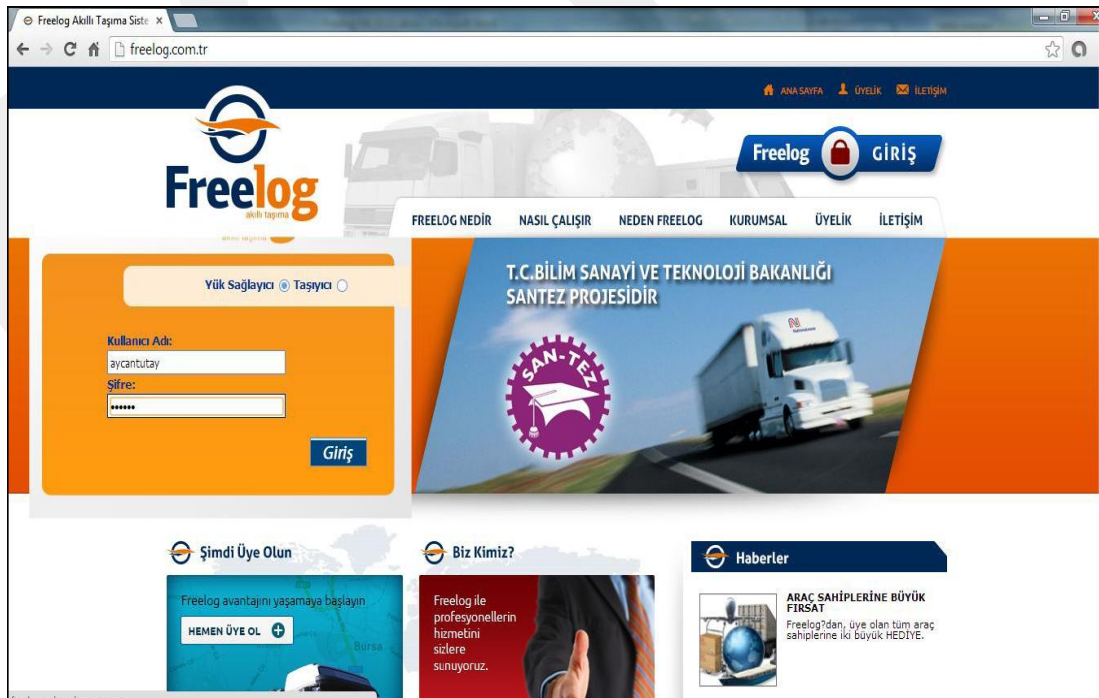 Freelog Akıllı Taşıma Siste
freelog.com.tr
ANA SAYFA ÜYELİK İLETİŞİM
Freelog
akıllı taşıma
Freelog GİRİŞ
FREELOG NEDİR NASIL ÇALIŞIR NEDEN FREELOG KURUMSAL ÜYELİK İLETİŞİM
Yük Sağlayıcı Taşıyıcı
Kullanıcı Adı:
aycantutay
Şifre:
••••••
Giriş
T.C.BİLİM SANAYİ VE TEKNOLOJİ BAKANLIĞI
SANTEZ PROJESİDİR
SAN-TEZ
Şimdi Üye Olun
Freelog avantajını yaşamaya başlayın
HEMEN ÜYE OL
Bursa
Biz Kimiz?
Freelog ile
profesyonellerin
hizmetini
sizlere
sunuyoruz.
Haberler
ARAÇ SAHİPLERİNE BÜYÜK
FIRSAT
Freelog?dan, üye olan tüm araç
sahiplerine iki büyük HEDİYE.